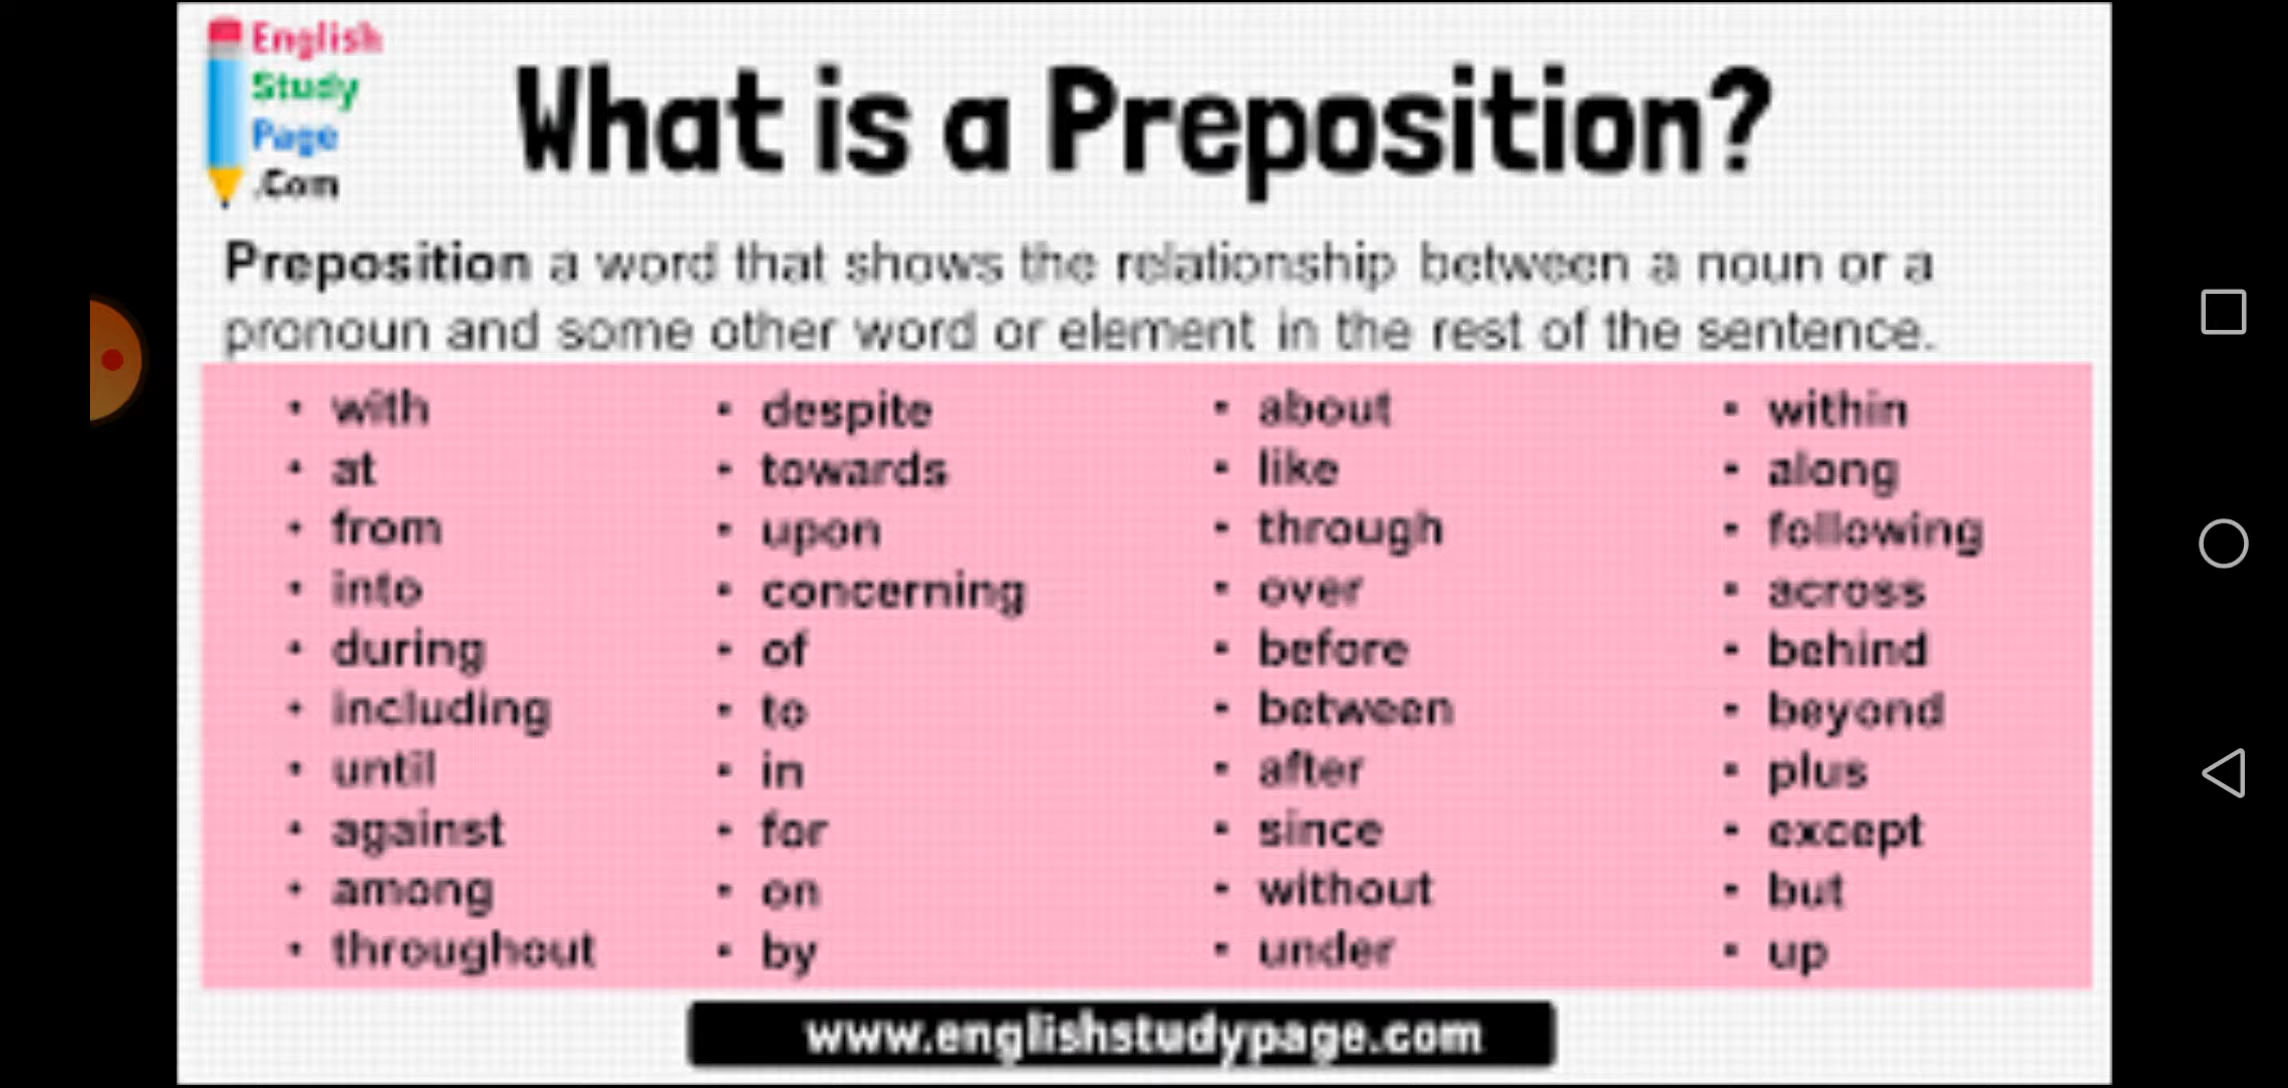 English
Study
Page
.Com
What is a Preposition?
Preposition a word that shows the relationship between a noun or a
pronoun and some other word or element in the rest of the sentence.
• with
• at
• from
• into
• during
• including
• until
• against
• among
• throughout
• despite
• towards
• upon
• concerning
• of
• to
• in
• for
• on
• by
• about
• like
• through
• over
• before
• between
• after
• since
• without
• under
• within
• along
• following
• across
• behind
• beyond
• plus
• except
• but
• up
www.englishstudypage.com